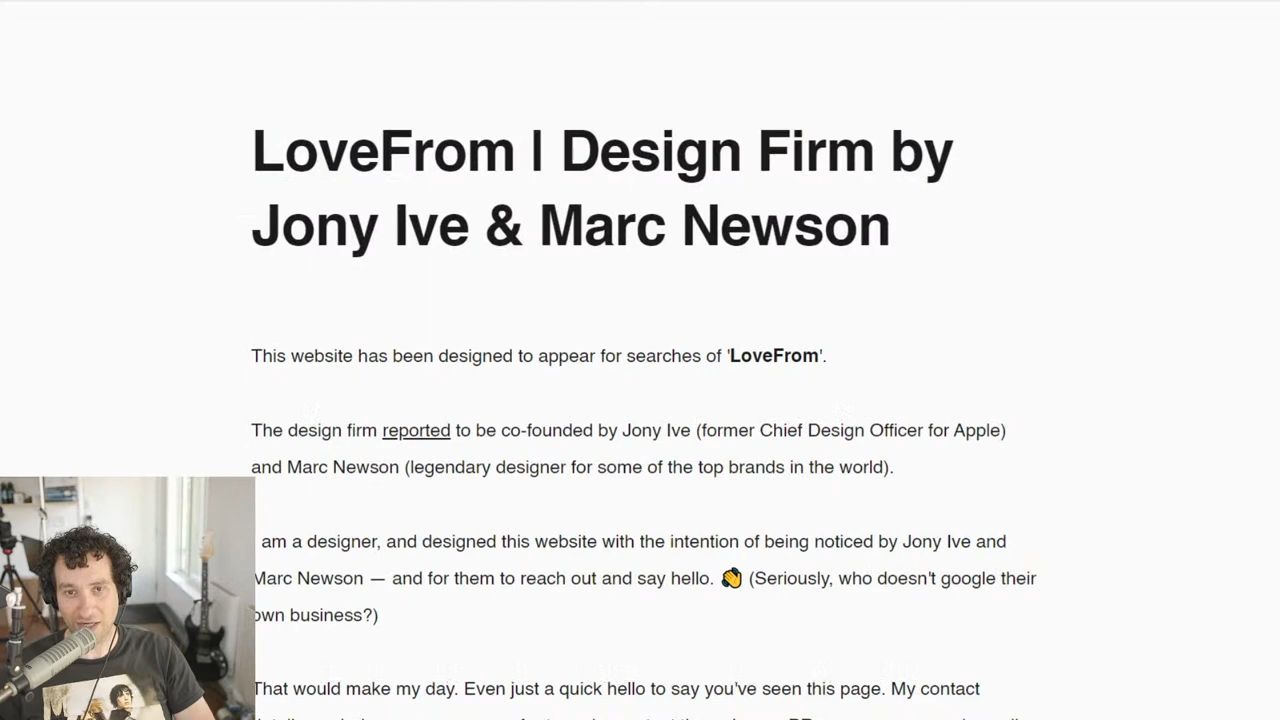 LoveFrom | Design Firm by
Jony Ive & Marc Newson
This website has been designed to appear for searches of 'LoveFrom'.
The design firm reported to be co-founded by Jony Ive (former Chief Design Officer for Apple)
and Marc Newson (legendary designer for some of the top brands in the world).
am a designer, and designed this website with the intention of being noticed by Jony Ive and
Marc Newson — and for them to reach out and say hello. 👋 (Seriously, who doesn't google their
own business?)
That would make my day. Even just a quick hello to say you've seen this page. My contact